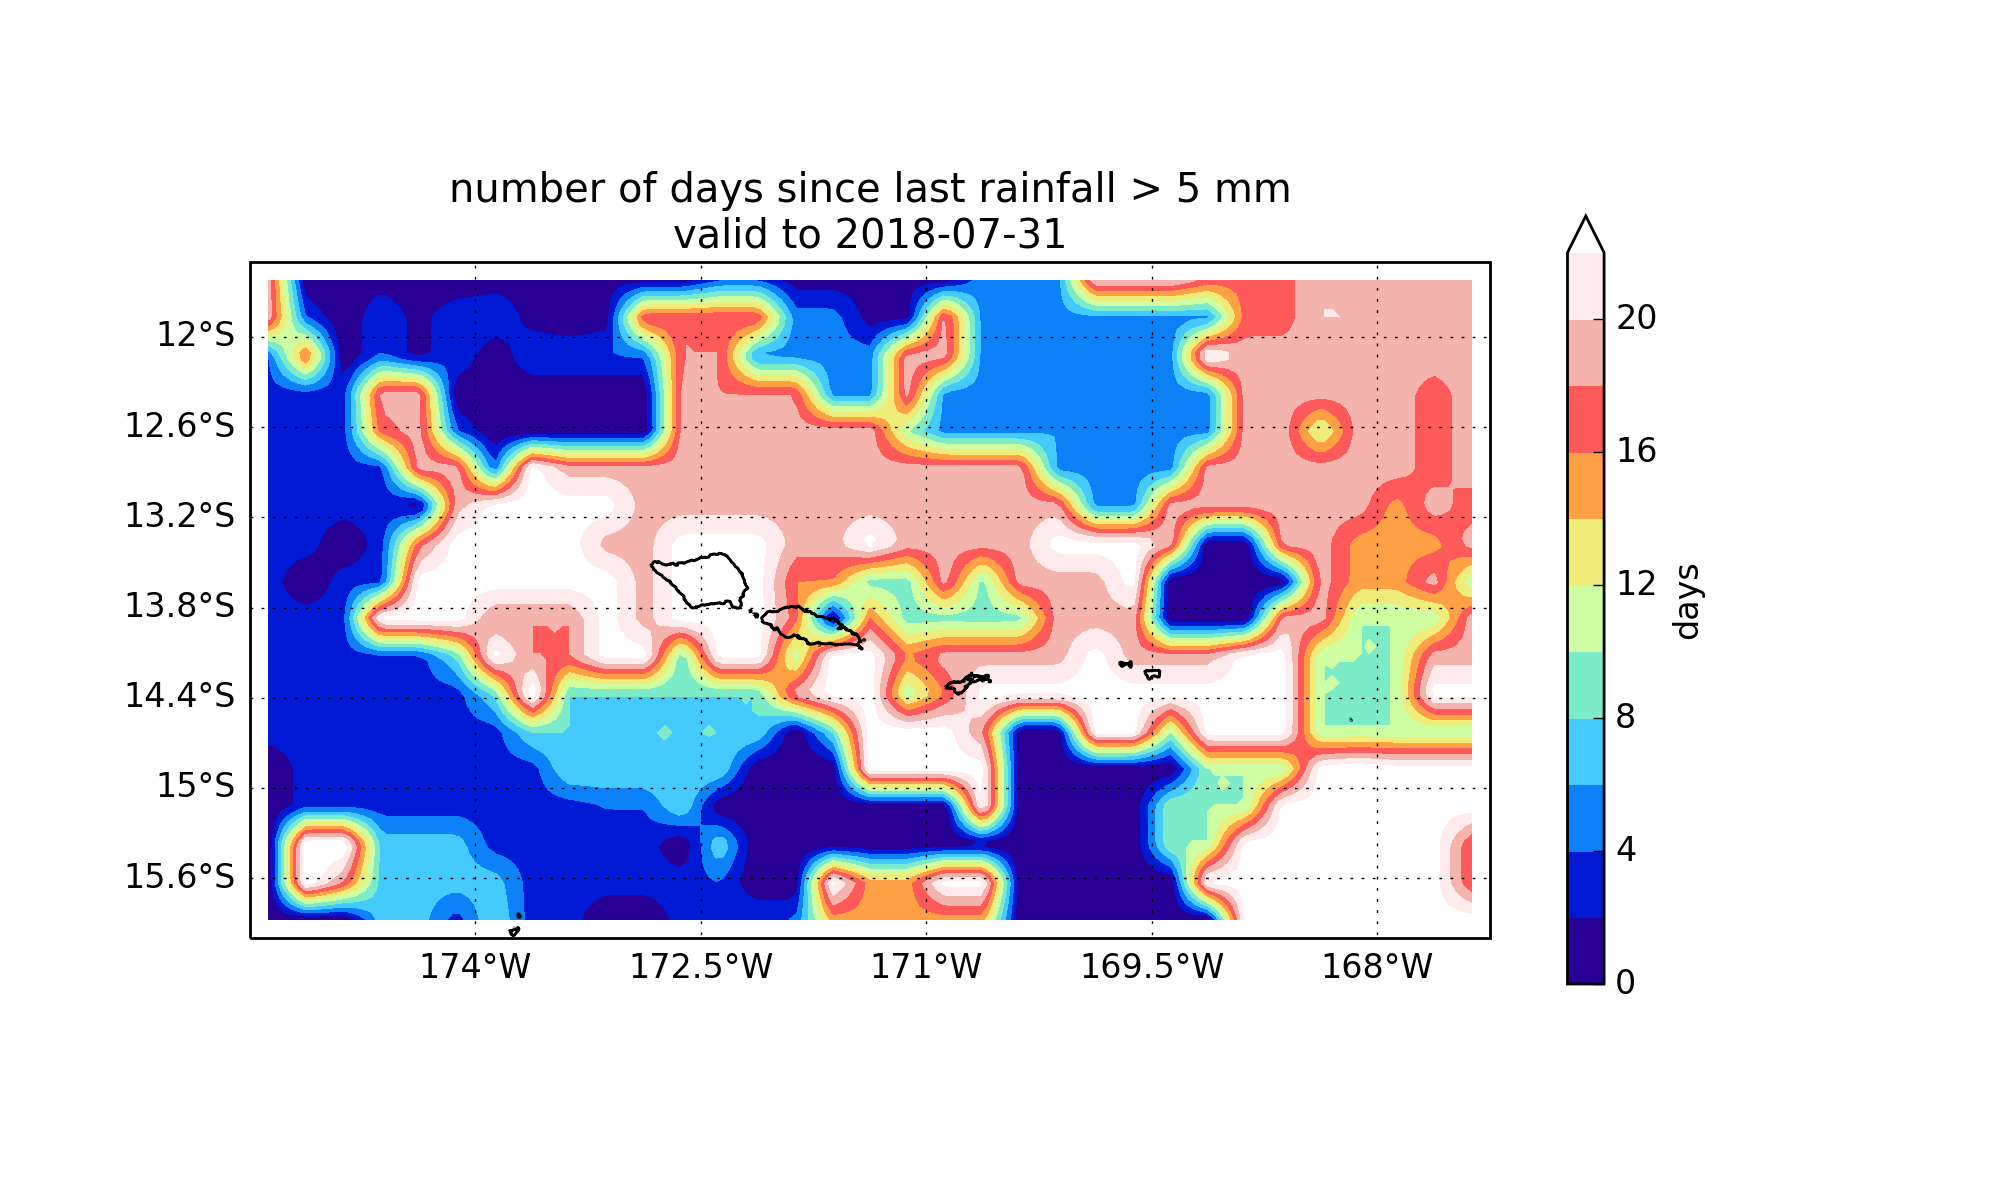 number of days since last rainfall > 5 mm
valid to 2018-07-31
12°S
12.6°S
13.2°S
13.8°S
14.4°S
15°S
15.6°S
174°W
172.5°W
171°W
169.5°W
168°W
20
16
12
8
4
0
days